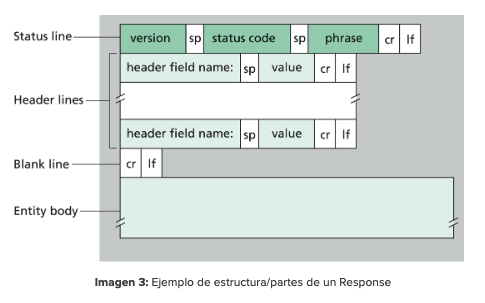 Status line version sp status code sp phrase cr lf
header field name: sp value cr lf
Header lines
header field name: sp value cr lf
Blank line cr lf
Entity body
Imagen 3: Ejemplo de estructura/partes de un Response